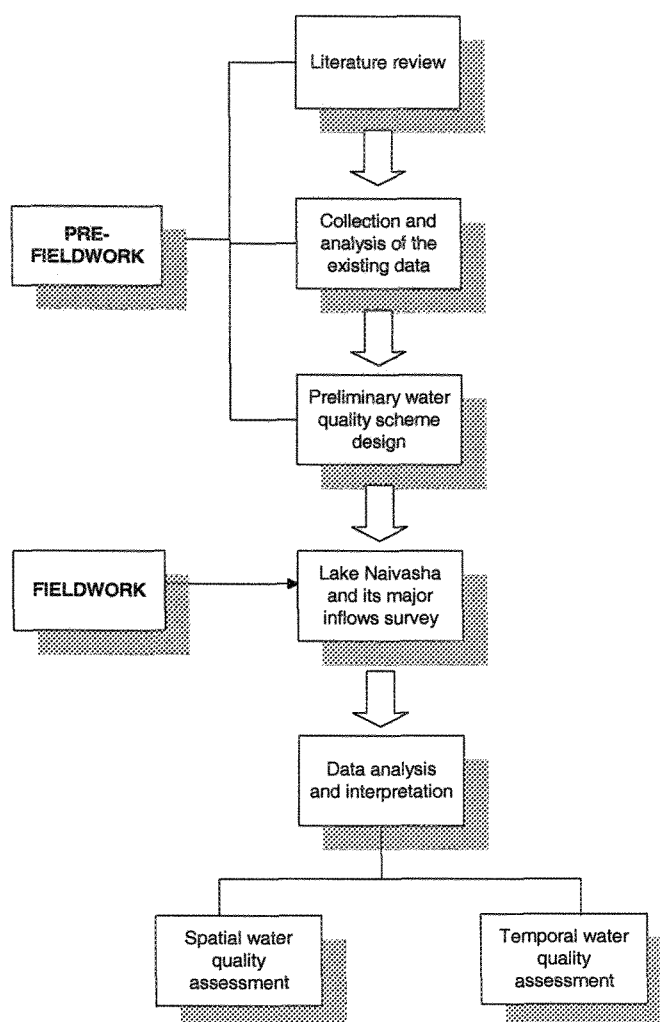 Literature review
PRE-
FIELDWORK
Collection and
analysis of the
existing data
Preliminary water
quality scheme
design
FIELDWORK
Lake Naivasha
and its major
inflows survey
Data analysis
and interpretation
Spatial water
quality
assessment
Temporal water
quality
assessment